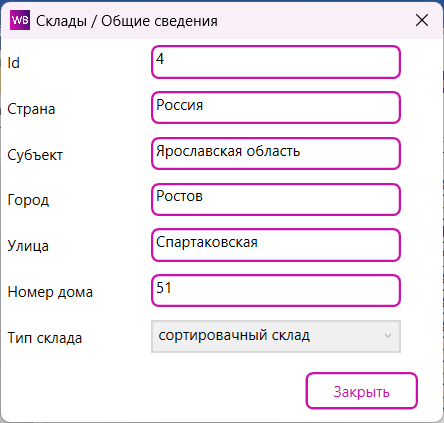 WB Склады / Общие сведения
Id 4
Страна Россия
Субъект Ярославская область
Город Ростов
Улица Спартаковская
Номер дома 51
Тип склада сортировачный склад
Закрыть